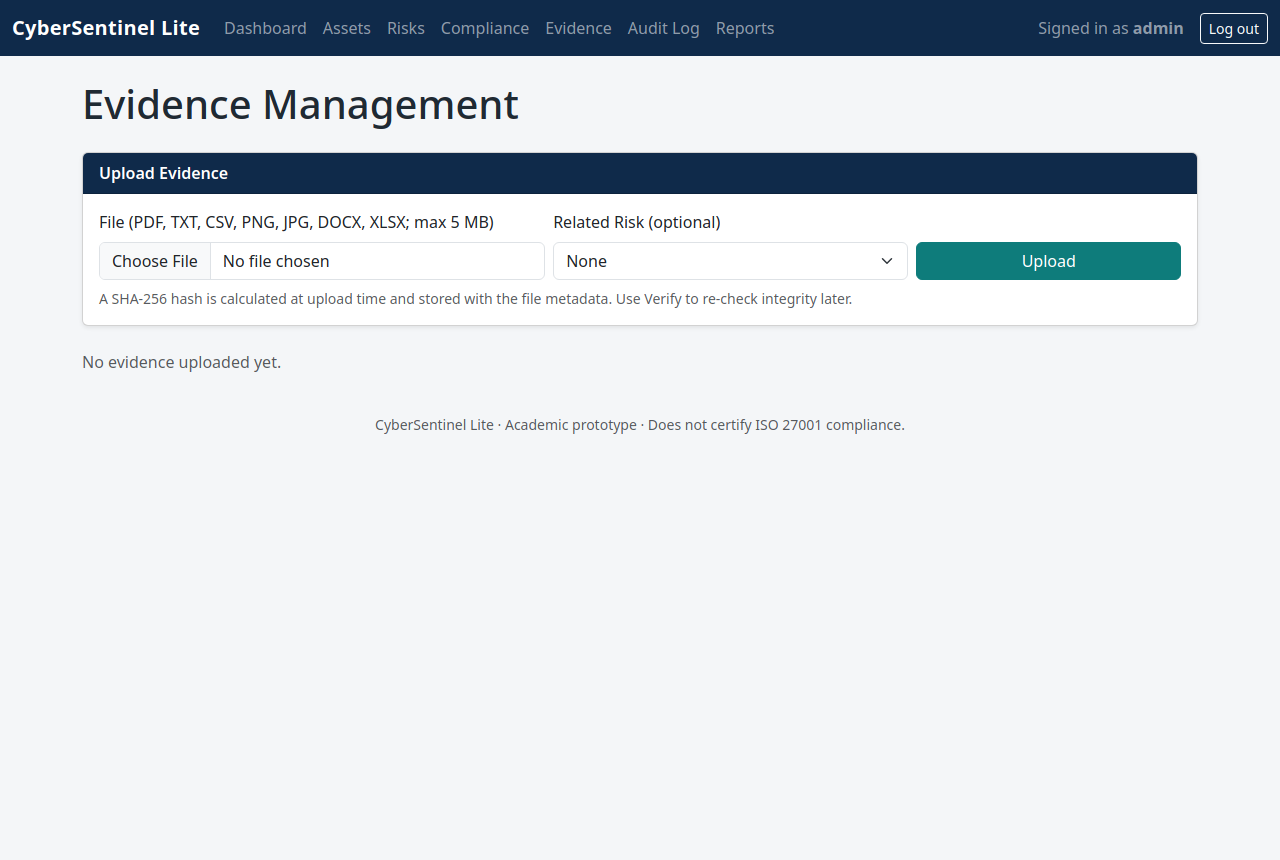 CyberSentinel Lite Dashboard Assets Risks Compliance Evidence Audit Log Reports Signed in as admin Log out
Evidence Management
Upload Evidence
File (PDF, TXT, CSV, PNG, JPG, DOCX, XLSX; max 5 MB) Related Risk (optional)
Choose File No file chosen None Upload
A SHA-256 hash is calculated at upload time and stored with the file metadata. Use Verify to re-check integrity later.
No evidence uploaded yet.
CyberSentinel Lite · Academic prototype · Does not certify ISO 27001 compliance.